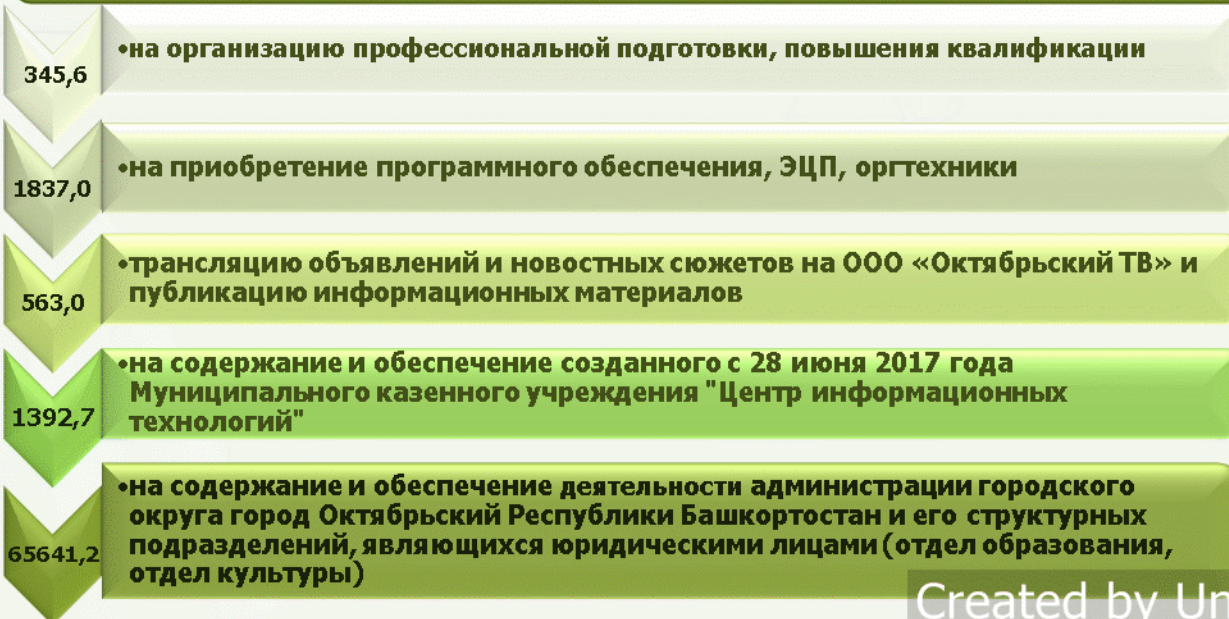 345,6
•на организацию профессиональной подготовки, повышения квалификации
1837,0
•на приобретение программного обеспечения, ЭЦП, оргтехники
563,0
•трансляцию объявлений и новостных сюжетов на ООО «Октябрьский ТВ» и
публикацию информационных материалов
1392,7
•на содержание и обеспечение созданного с 28 июня 2017 года
Муниципального казенного учреждения "Центр информационных
технологий"
65641,2
•на содержание и обеспечение деятельности администрации городского
округа город Октябрьский Республики Башкортостан и его структурных
подразделений, являющихся юридическими лицами (отдел образования,
отдел культуры)
Created by Un